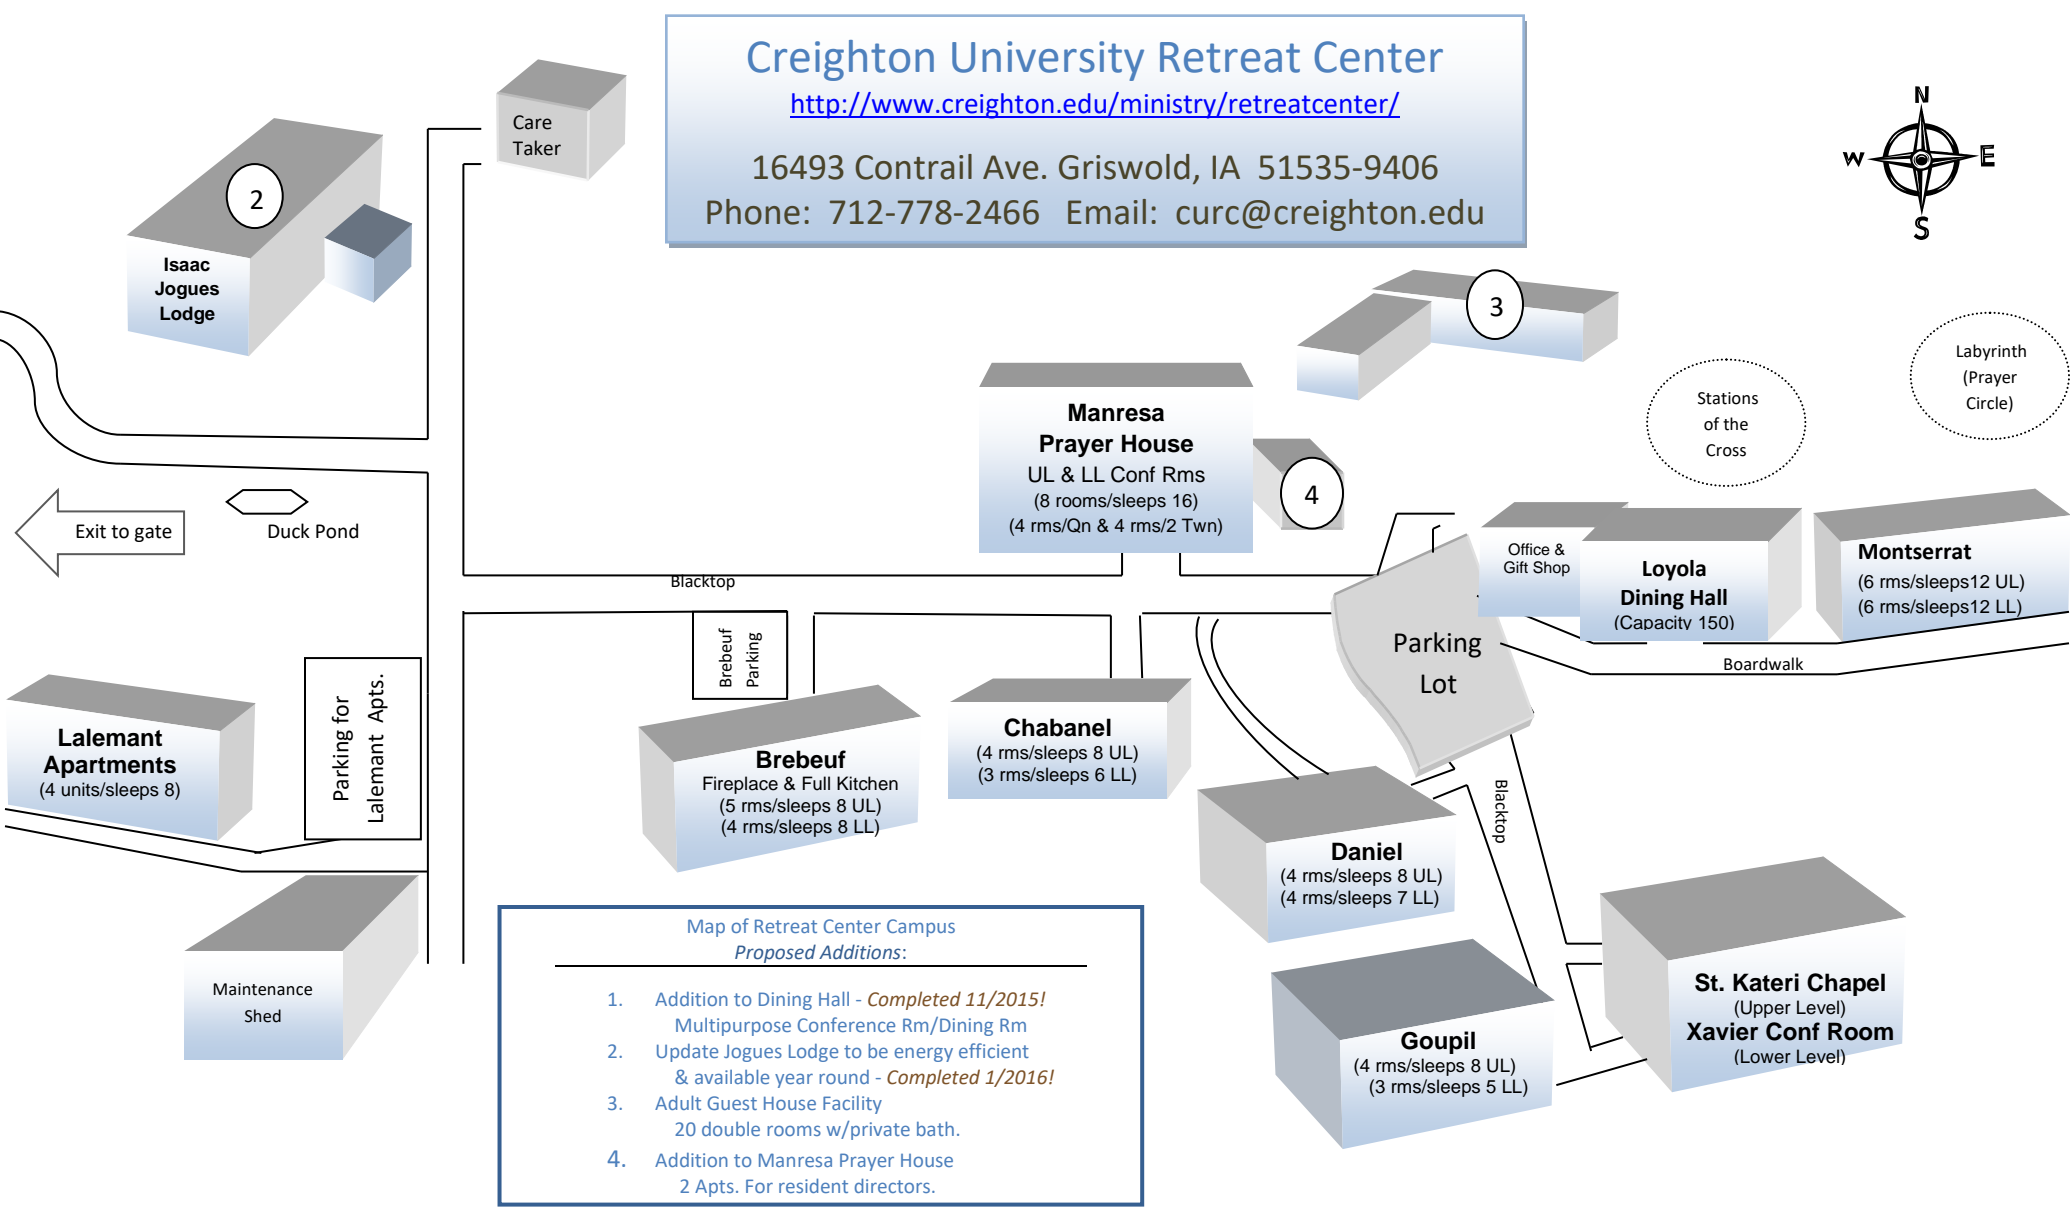 Creighton University Retreat Center
http://www.creighton.edu/ministry/retreatcenter/
16493 Contrail Ave. Griswold, IA 51535-9406
Phone: 712-778-2466 Email: curc@creighton.edu
N
W
E
S
Care
Taker
2
Isaac
Jogues
Lodge
3
Labyrinth
(Prayer
Circle)
Stations
of the
Cross
Manresa
Prayer House
UL & LL Conf Rms
(8 rooms/sleeps 16)
(4 rms/Qn & 4 rms/2 Twn)
4
Exit to gate
Duck Pond
Blacktop
Office &
Gift Shop
Loyola
Dining Hall
(Capacity 150)
Montserrat
(6 rms/sleeps12 UL)
(6 rms/sleeps12 LL)
Boardwalk
Parking
Lot
Brebeuf
Parking
Parking for
Lalemant Apts.
Lalemant
Apartments
(4 units/sleeps 8)
Brebeuf
Fireplace & Full Kitchen
(5 rms/sleeps 8 UL)
(4 rms/sleeps 8 LL)
Chabanel
(4 rms/sleeps 8 UL)
(3 rms/sleeps 6 LL)
Blacktop
Daniel
(4 rms/sleeps 8 UL)
(4 rms/sleeps 7 LL)
Maintenance
Shed
Goupil
(4 rms/sleeps 8 UL)
(3 rms/sleeps 5 LL)
St. Kateri Chapel
(Upper Level)
Xavier Conf Room
(Lower Level)
Map of Retreat Center Campus
Proposed Additions:
1. Addition to Dining Hall - Completed 11/2015!
Multipurpose Conference Rm/Dining Rm
2. Update Jogues Lodge to be energy efficient
& available year round - Completed 1/2016!
3. Adult Guest House Facility
20 double rooms w/private bath.
4. Addition to Manresa Prayer House
2 Apts. For resident directors.